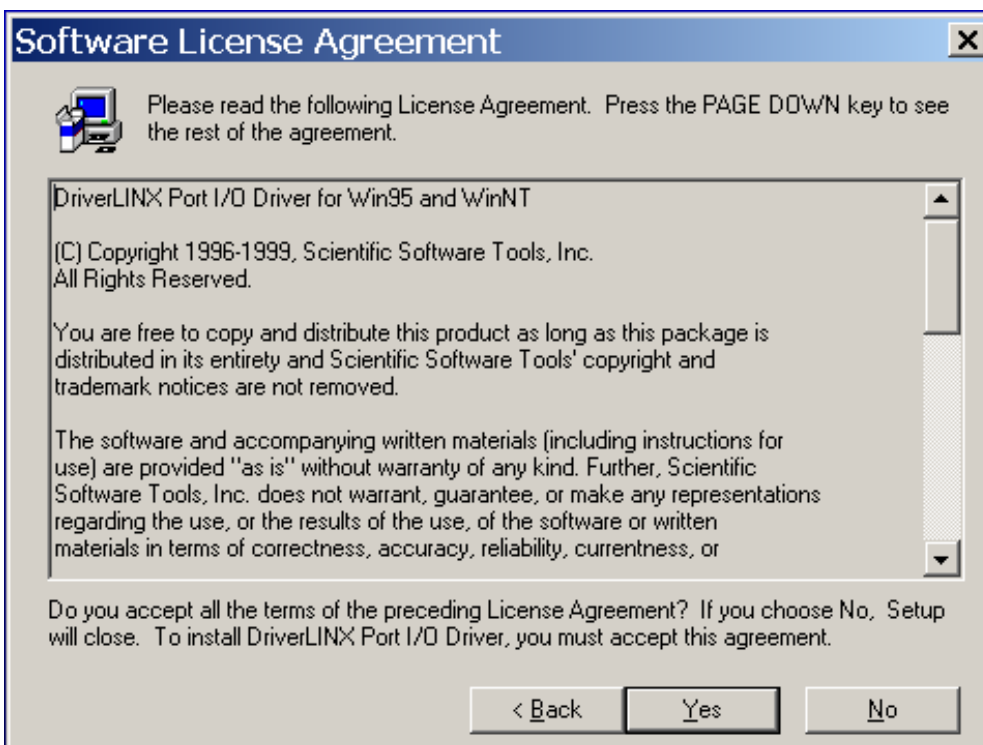 Software License Agreement
Please read the following License Agreement. Press the PAGE DOWN key to see
the rest of the agreement.
DriverLINX Port I/O Driver for Win95 and WinNT
(C) Copyright 1996-1999, Scientific Software Tools, Inc.
All Rights Reserved.
You are free to copy and distribute this product as long as this package is
distributed in its entirety and Scientific Software Tools' copyright and
trademark notices are not removed.
The software and accompanying written materials (including instructions for
use) are provided "as is" without warranty of any kind. Further, Scientific
Software Tools, Inc. does not warrant, guarantee, or make any representations
regarding the use, or the results of the use, of the software or written
materials in terms of correctness, accuracy, reliability, currentness, or
Do you accept all the terms of the preceding License Agreement? If you choose No, Setup
will close. To install DriverLINX Port I/O Driver, you must accept this agreement.
< Back
Yes
No